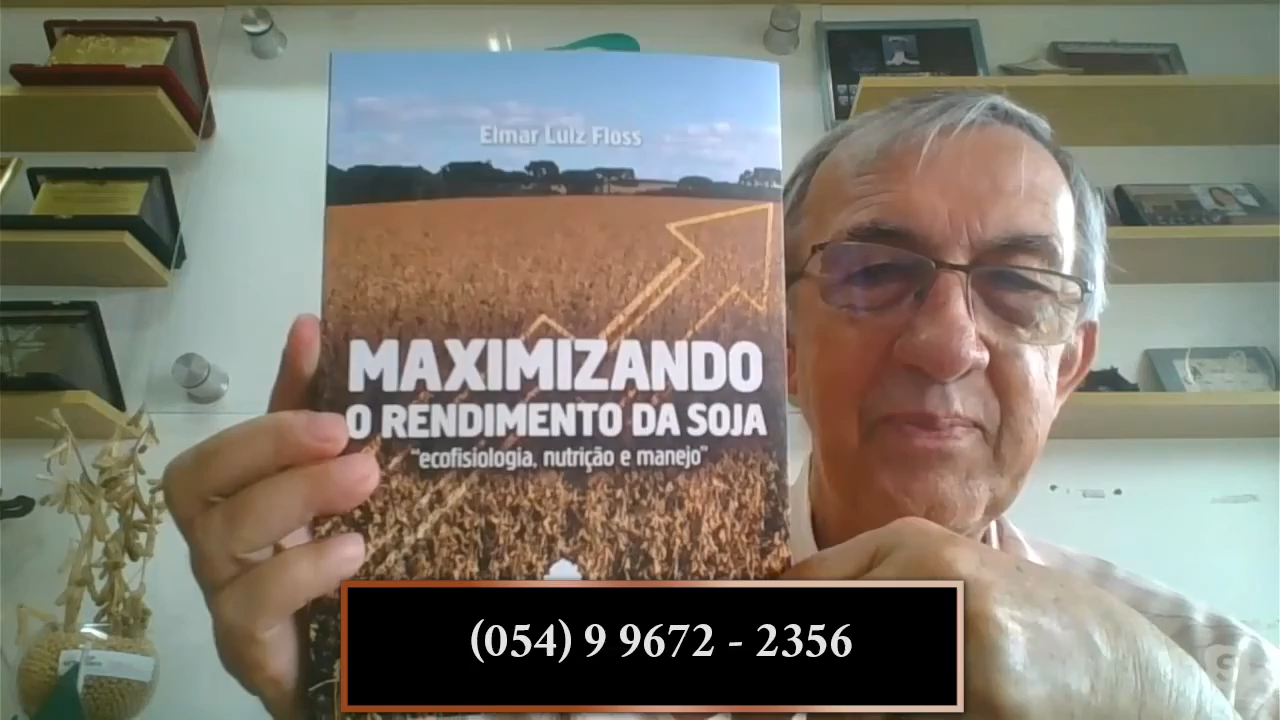 Elmar Luiz Floss
MAXIMIZANDO
O RENDIMENTO DA SOJA
"ecofisiologia, nutrição e manejo"
(054) 9 9672 - 2356